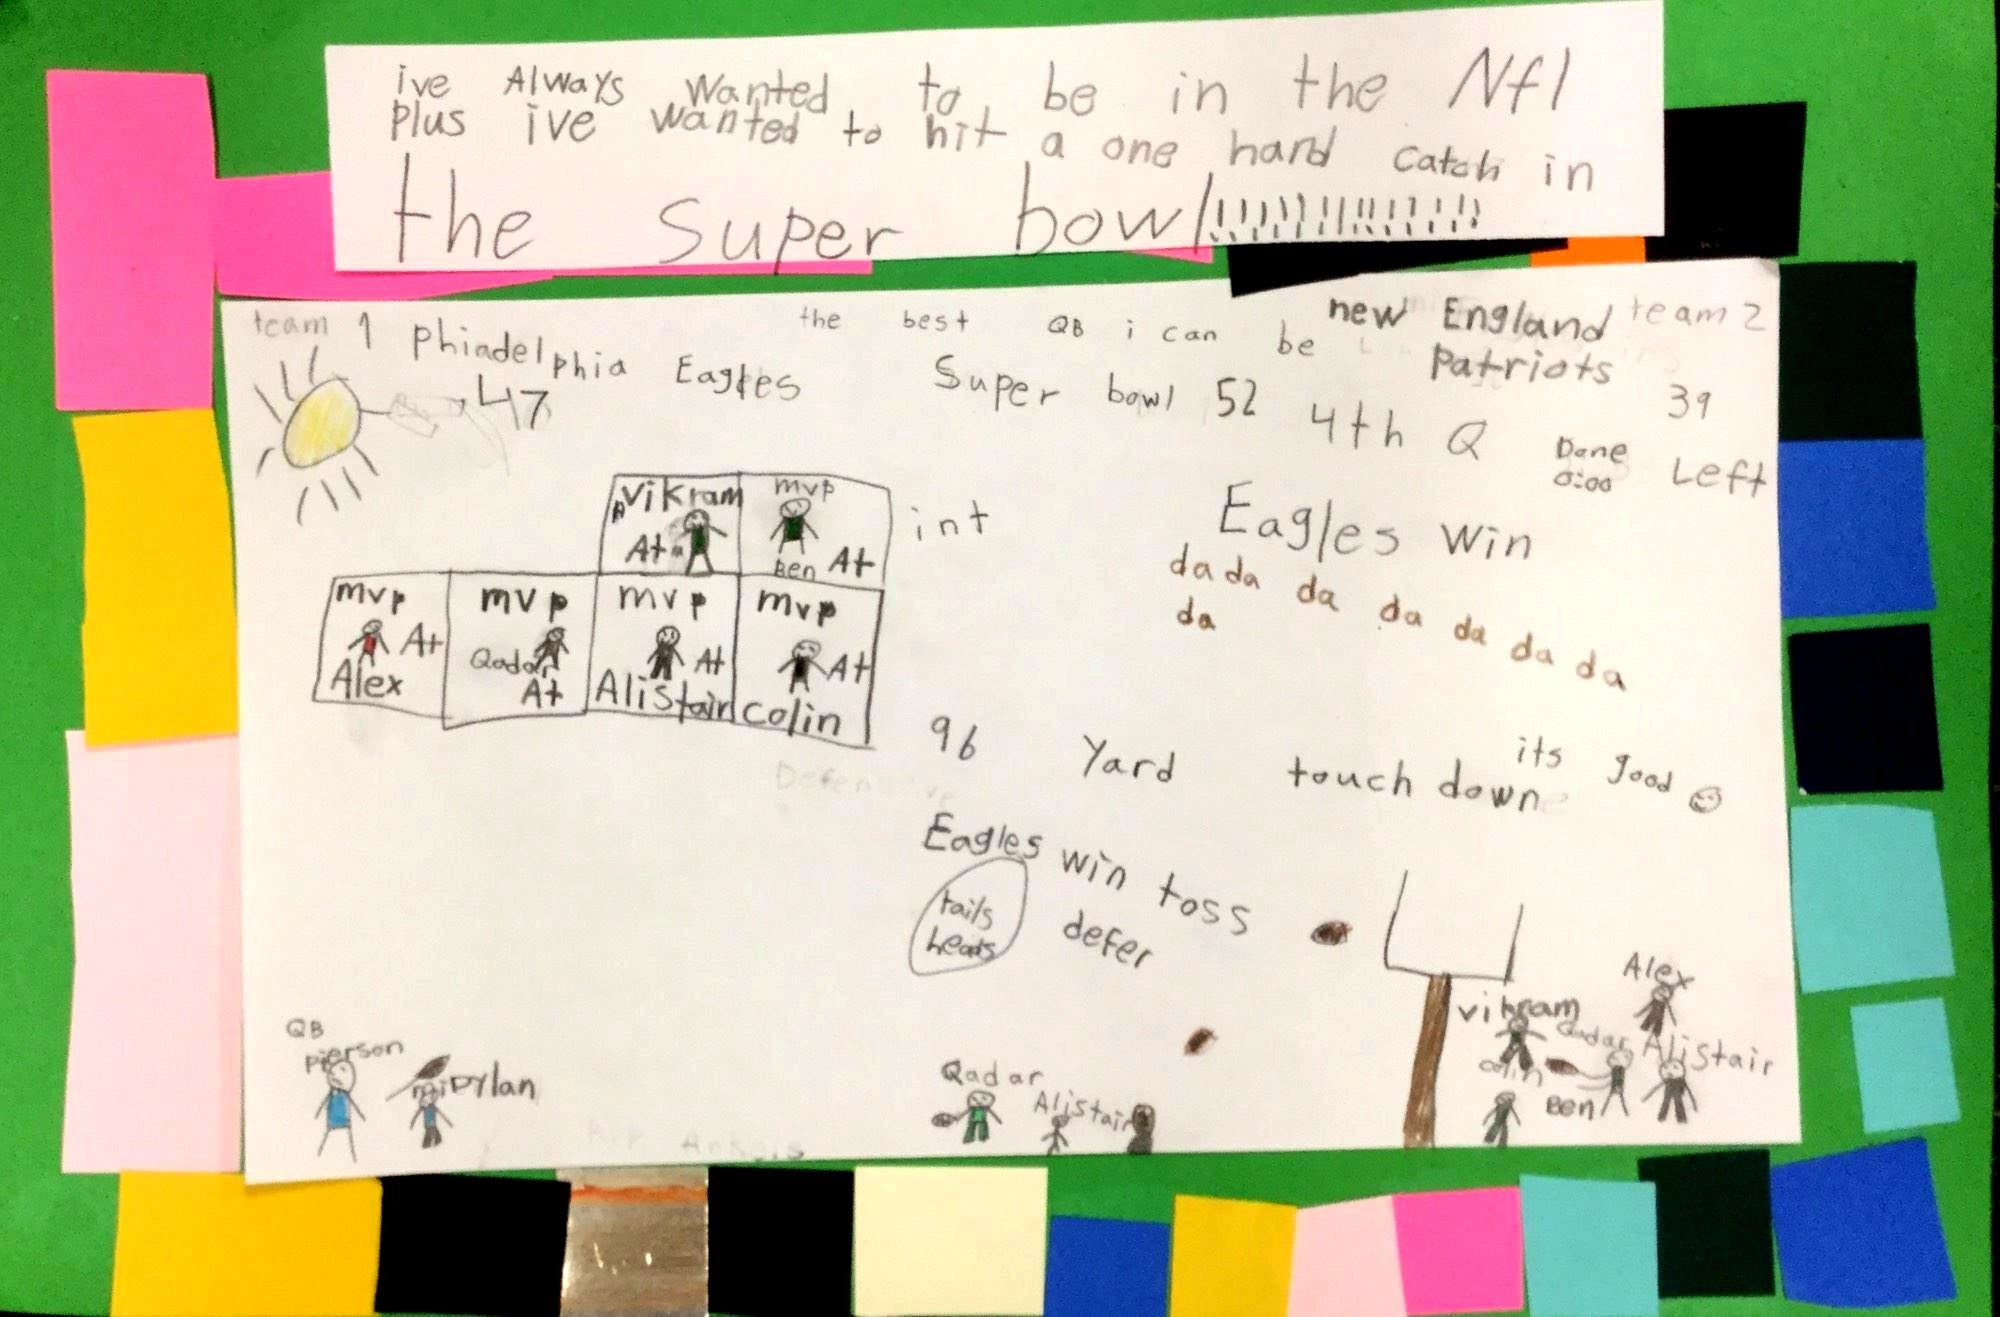 ive Always wanted to be in the Nfl
plus ive wanted to hit a one hard catch in
the super bowl!!!!!!!!!!!!!!!!
team 1 Phiadelphia Eagles
47
the best QB i can be
Super bowl 52
new England
Patriots
team 2
39
4th Q
Done
0:00
Left
Vikram
At
mvp
Ben At
int
Eagles win
da da da da da da da
da
mvp
At
Alex
mvp
Qadar
At
mvp
At
Alistair
mvp
At
colin
96 Yard touch down
its good
Eagles win toss
tails
heads
defer
QB
pierson
Dylan
Qadar
Alistair
Alex
Vikram
Qadar
Alistair
colin
Ben